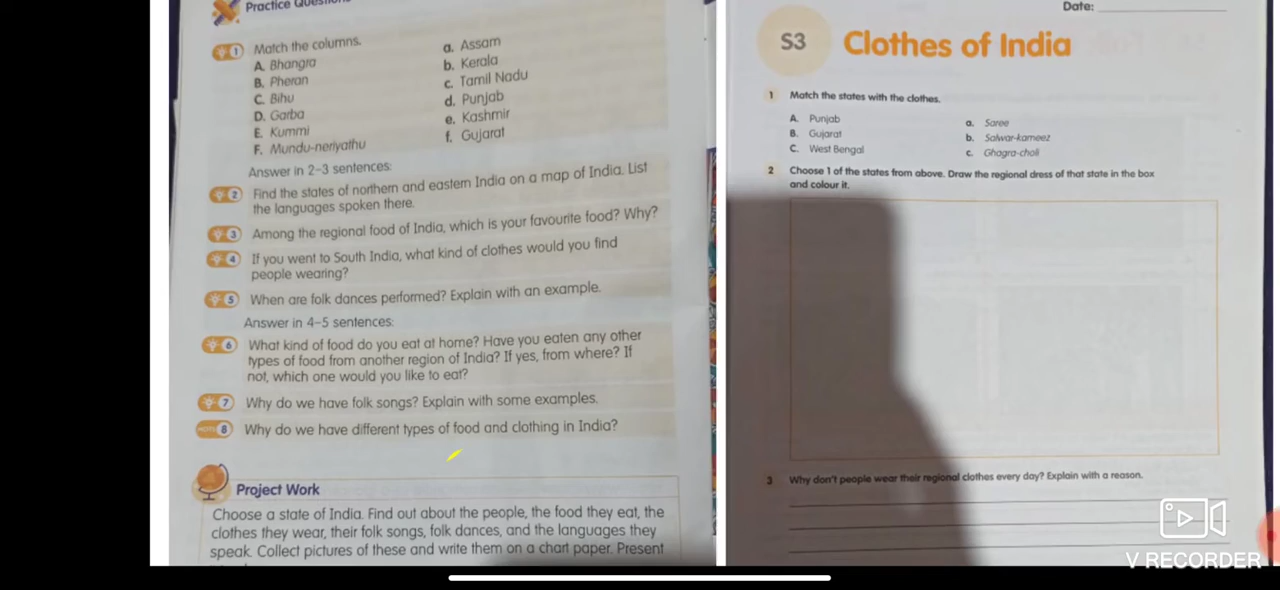 Practice Questions
1 Match the columns.
A. Bhangra
B. Pheran
C. Bihu
D. Garba
E. Kummi
F. Mundu-neriyathu
a. Assam
b. Kerala
c. Tamil Nadu
d. Punjab
e. Kashmir
f. Gujarat
Answer in 2-3 sentences:
2 Find the states of northern and eastern India on a map of India. List
the languages spoken there.
3 Among the regional food of India, which is your favourite food? Why?
4 If you went to South India, what kind of clothes would you find
people wearing?
5 When are folk dances performed? Explain with an example.
Answer in 4-5 sentences:
6 What kind of food do you eat at home? Have you eaten any other
types of food from another region of India? If yes, from where? If
not, which one would you like to eat?
7 Why do we have folk songs? Explain with some examples.
HOTS 8 Why do we have different types of food and clothing in India?
Project Work
Choose a state of India. Find out about the people, the food they eat, the
clothes they wear, their folk songs, folk dances, and the languages they
speak. Collect pictures of these and write them on a chart paper. Present
Date:
S3 Clothes of India
1 Match the states with the clothes.
A. Punjab
B. Gujarat
C. West Bengal
a. Saree
b. Salwar-kameez
c. Ghagra-choli
2 Choose 1 of the states from above. Draw the regional dress of that state in the box
and colour it.
3 Why don't people wear their regional clothes every day? Explain with a reason.
V RECORDER